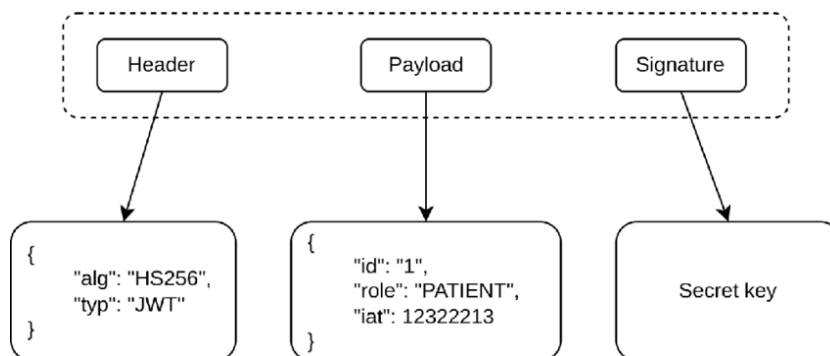 Header
Payload
Signature
{
"alg": "HS256",
"typ": "JWT"
}
{
"id": "1",
"role": "PATIENT",
"iat": 12322213
}
Secret key